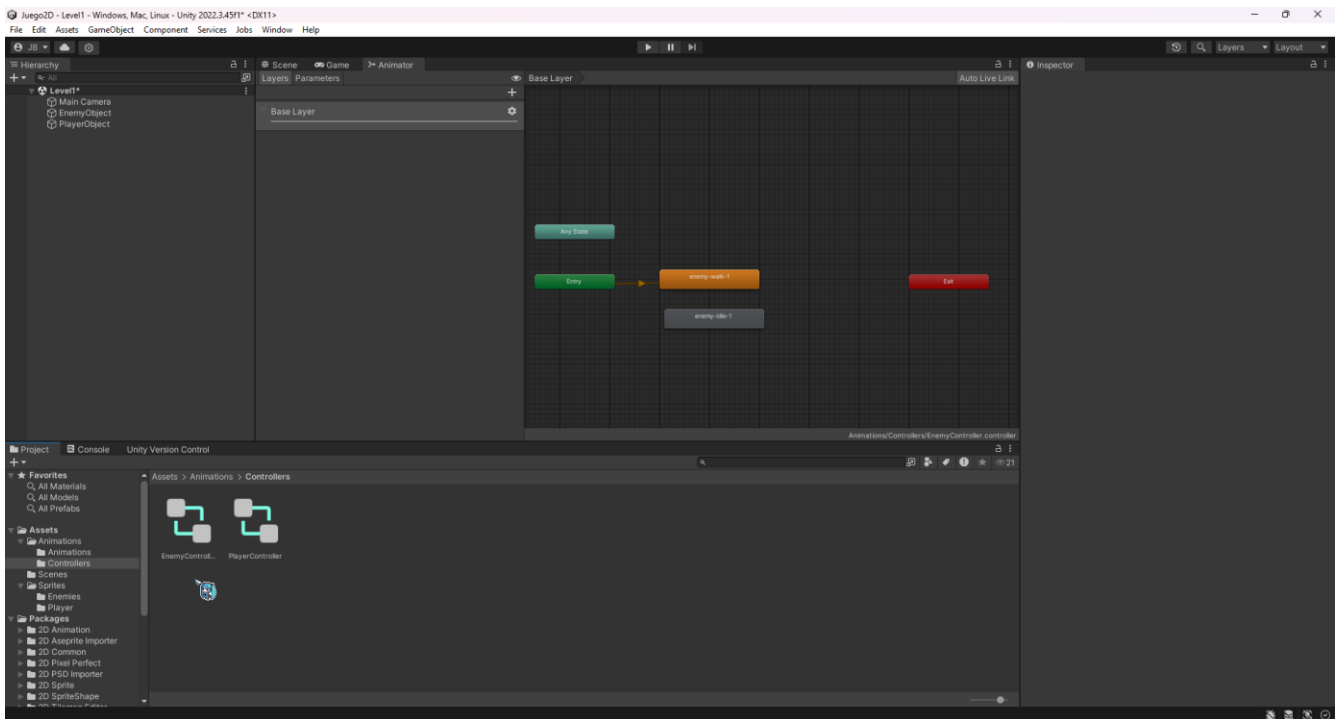 Juego2D - Level1 - Windows, Mac, Linux - Unity 2022.3.45f1* <DX11>
File Edit Assets GameObject Component Services Jobs Window Help
JB Layers Layout
Hierarchy Scene Game Animator Inspector
All Layers Parameters Base Layer Auto Live Link
Level1*
Main Camera
EnemyObject
PlayerObject
Base Layer
Any State
Entry enemy-walk-1 Exit
enemy-idle-1
Animations/Controllers/EnemyController.controller
Project Console Unity Version Control
21
Favorites
All Materials
All Models
All Prefabs
Assets > Animations > Controllers
Assets
Animations
Animations
Controllers
Scenes
Sprites
Enemies
Player
Packages
2D Animation
2D Aseprite Importer
2D Common
2D Pixel Perfect
2D PSD Importer
2D Sprite
2D SpriteShape
2D Tilemap Editor
EnemyControll... PlayerController